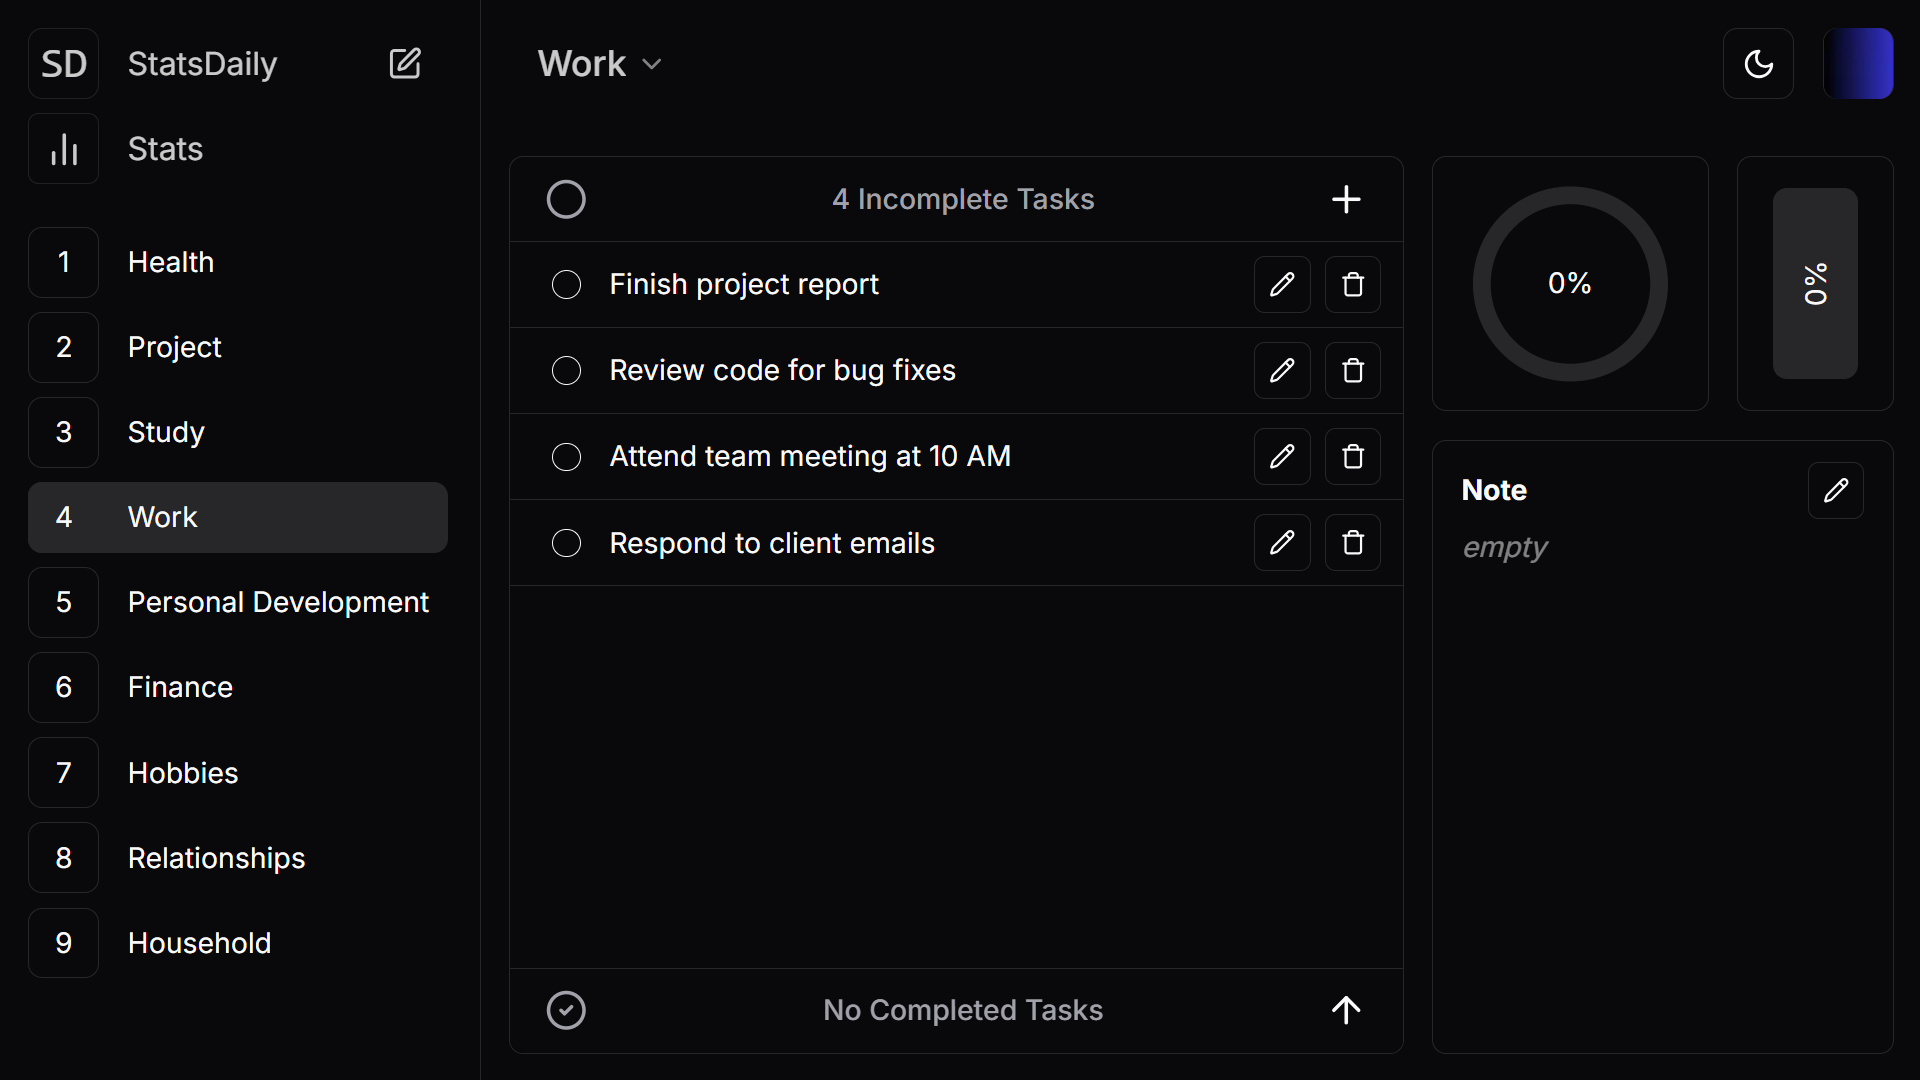 SD StatsDaily
Stats
1 Health
2 Project
3 Study
4 Work
5 Personal Development
6 Finance
7 Hobbies
8 Relationships
9 Household
Work
4 Incomplete Tasks
Finish project report
Review code for bug fixes
Attend team meeting at 10 AM
Respond to client emails
No Completed Tasks
0%
0%
Note
empty